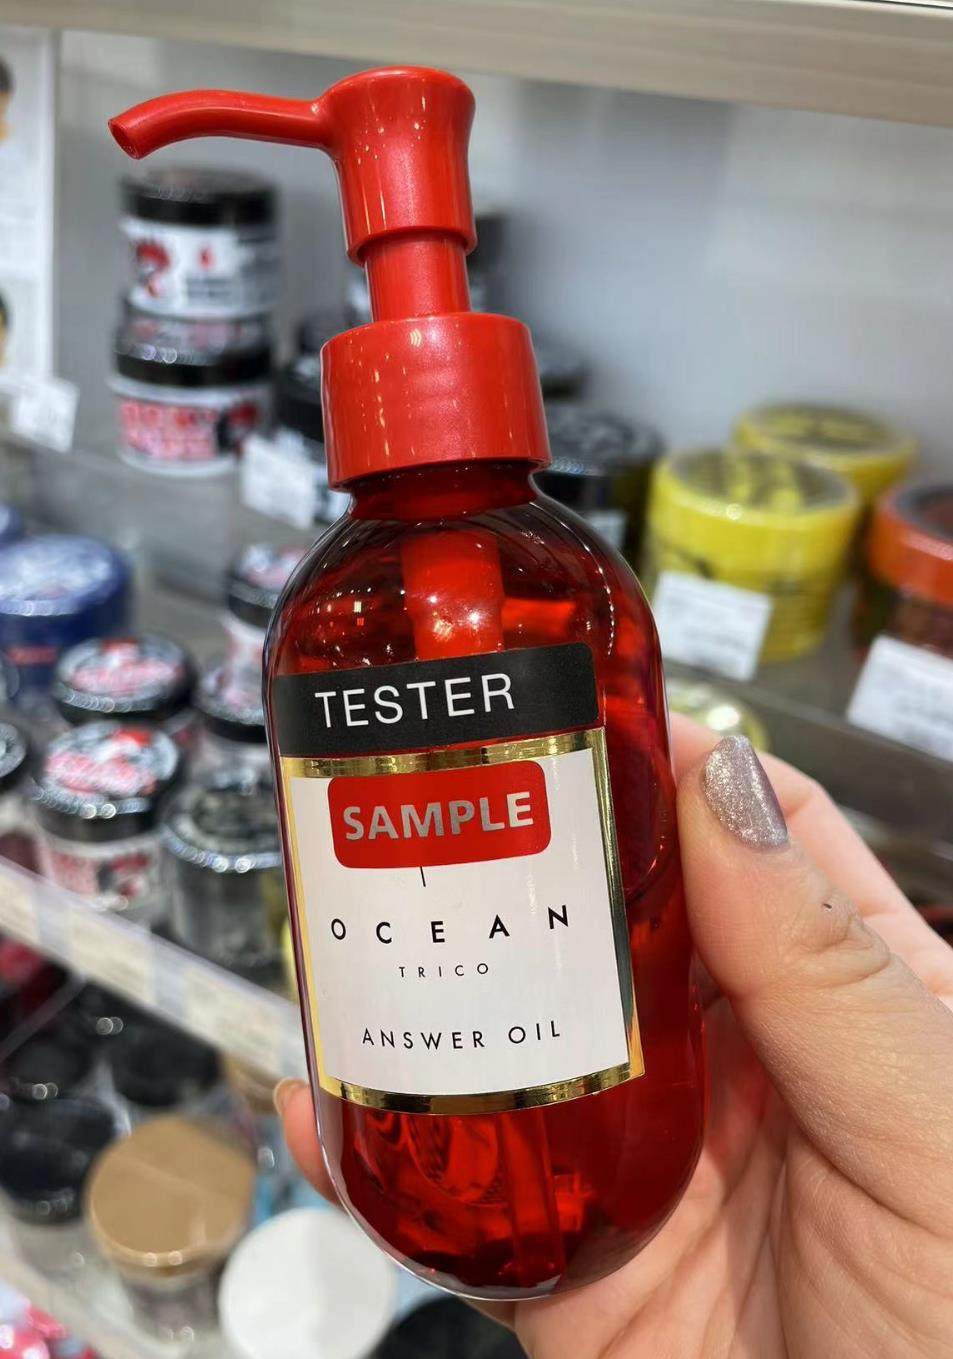 TESTER
SAMPLE
OCEAN
TRICO
ANSWER OIL